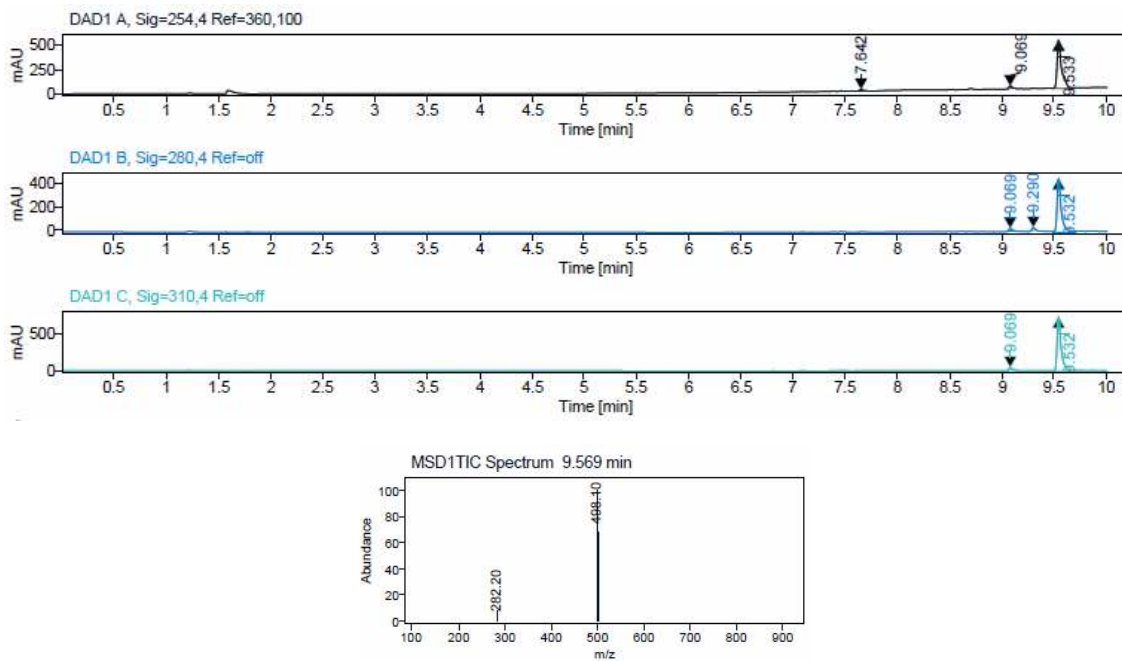 DAD1 A, Sig=254,4 Ref=360,100
mAU
500
250
0
7.642
9.069
9.533
0.5 1 1.5 2 2.5 3 3.5 4 4.5 5 5.5 6 6.5 7 7.5 8 8.5 9 9.5 10
Time [min]
DAD1 B, Sig=280,4 Ref=off
mAU
400
200
0
9.069
9.290
9.532
0.5 1 1.5 2 2.5 3 3.5 4 4.5 5 5.5 6 6.5 7 7.5 8 8.5 9 9.5 10
Time [min]
DAD1 C, Sig=310,4 Ref=off
mAU
500
0
9.069
9.532
0.5 1 1.5 2 2.5 3 3.5 4 4.5 5 5.5 6 6.5 7 7.5 8 8.5 9 9.5 10
Time [min]
MSD1TIC Spectrum 9.569 min
Abundance
100
80
60
40
20
0
282.20
498.10
100 200 300 400 500 600 700 800 900
m/z